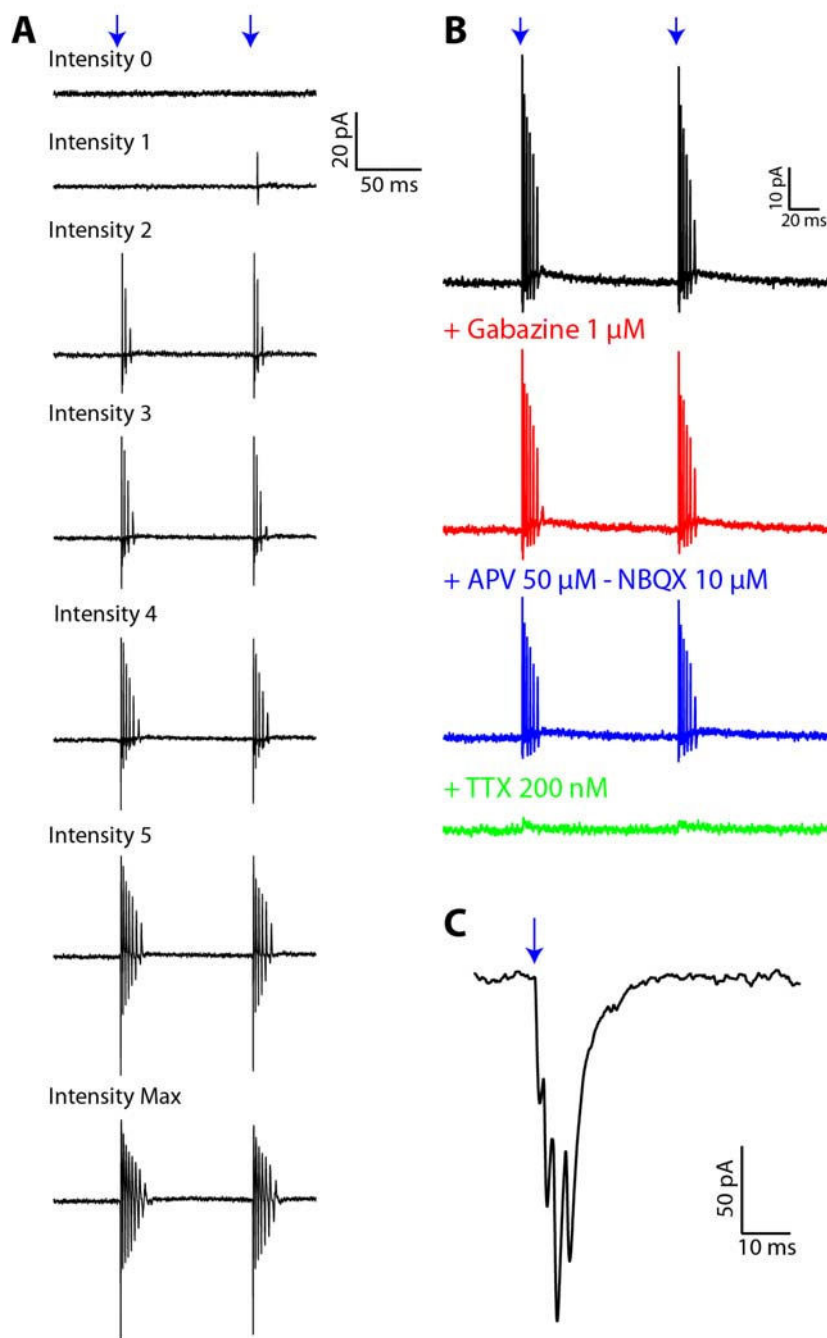 A
Intensity 0
20 pA
50 ms
Intensity 1
Intensity 2
Intensity 3
Intensity 4
Intensity 5
Intensity Max
B
10 pA
20 ms
+ Gabazine 1 µM
+ APV 50 µM - NBQX 10 µM
+ TTX 200 nM
C
50 pA
10 ms